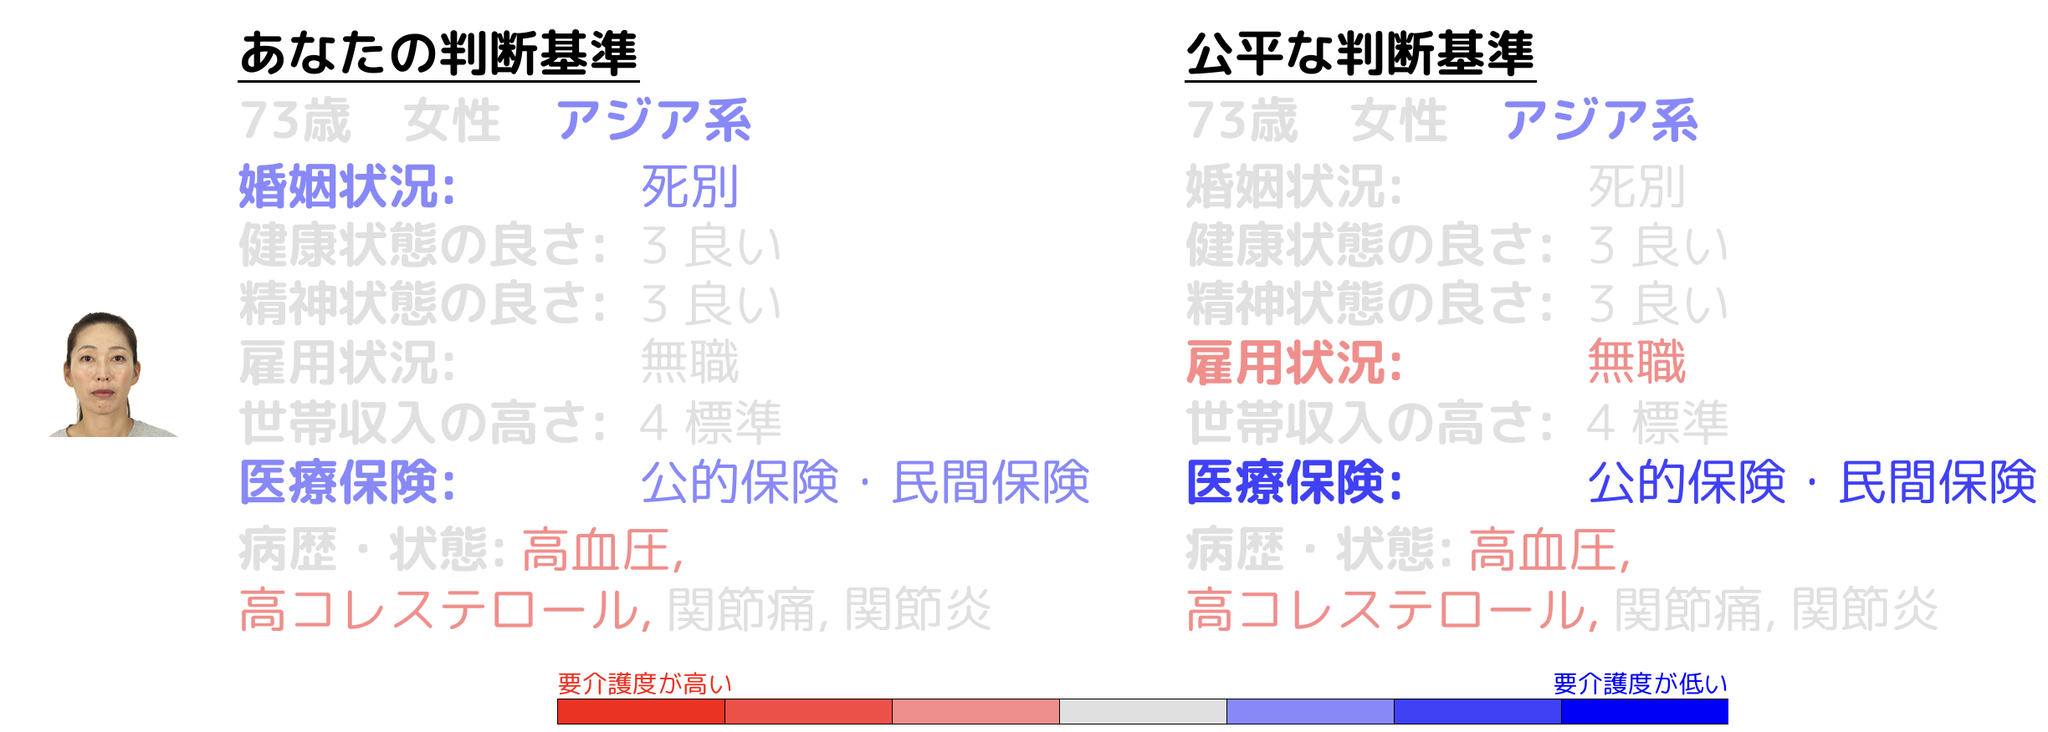 あなたの判断基準
73歳 女性 アジア系
婚姻状況: 死別
健康状態の良さ: 3 良い
精神状態の良さ: 3 良い
雇用状況: 無職
世帯収入の高さ: 4 標準
医療保険: 公的保険・民間保険
病歴・状態: 高血圧,
高コレステロール, 関節痛, 関節炎
公平な判断基準
73歳 女性 アジア系
婚姻状況: 死別
健康状態の良さ: 3 良い
精神状態の良さ: 3 良い
雇用状況: 無職
世帯収入の高さ: 4 標準
医療保険: 公的保険・民間保険
病歴・状態: 高血圧,
高コレステロール, 関節痛, 関節炎
要介護度が高い
要介護度が低い